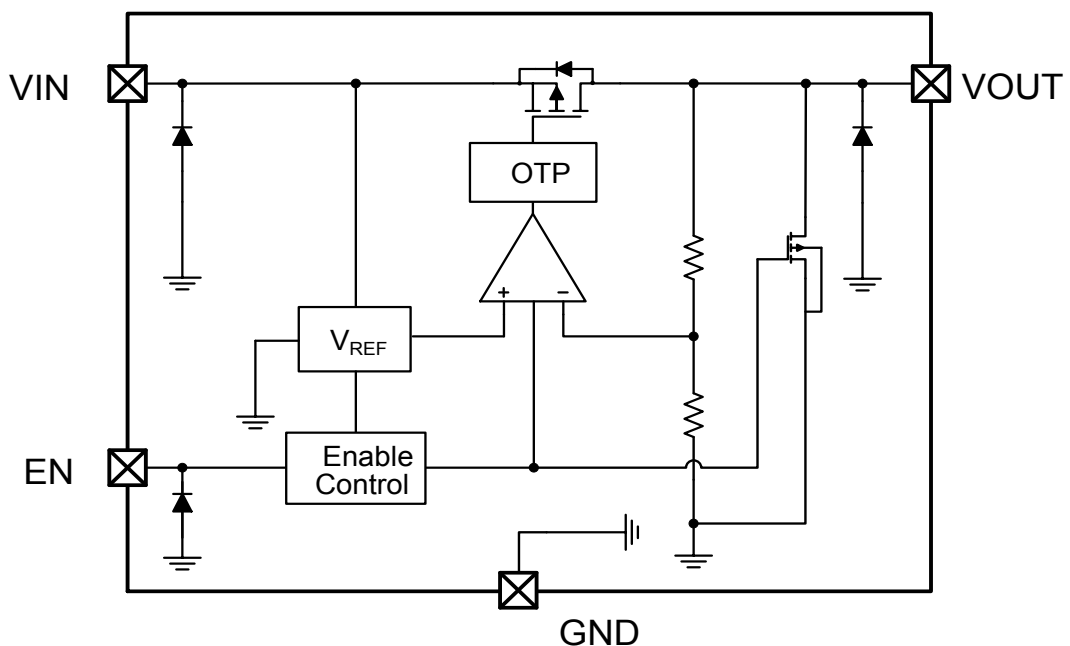 VIN
VOUT
OTP
+
−
V<sub>REF</sub>
EN
Enable
Control
GND